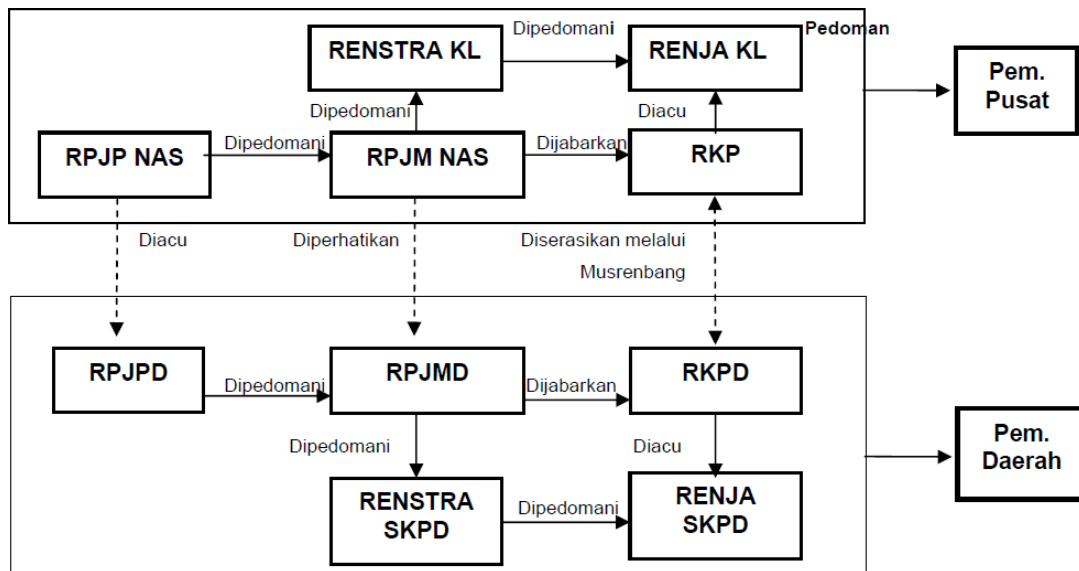 Dipedomani
Pedoman
RENSTRA KL
RENJA KL
Pem.
Pusat
Dipedomani
Diacu
Dipedomani
Dijabarkan
RPJP NAS
RPJM NAS
RKP
Diacu
Diperhatikan
Diserasikan melalui
Musrenbang
RPJPD
RPJMD
RKPD
Dipedomani
Dijabarkan
Pem.
Daerah
Dipedomani
Diacu
RENSTRA
SKPD
Dipedomani
RENJA
SKPD